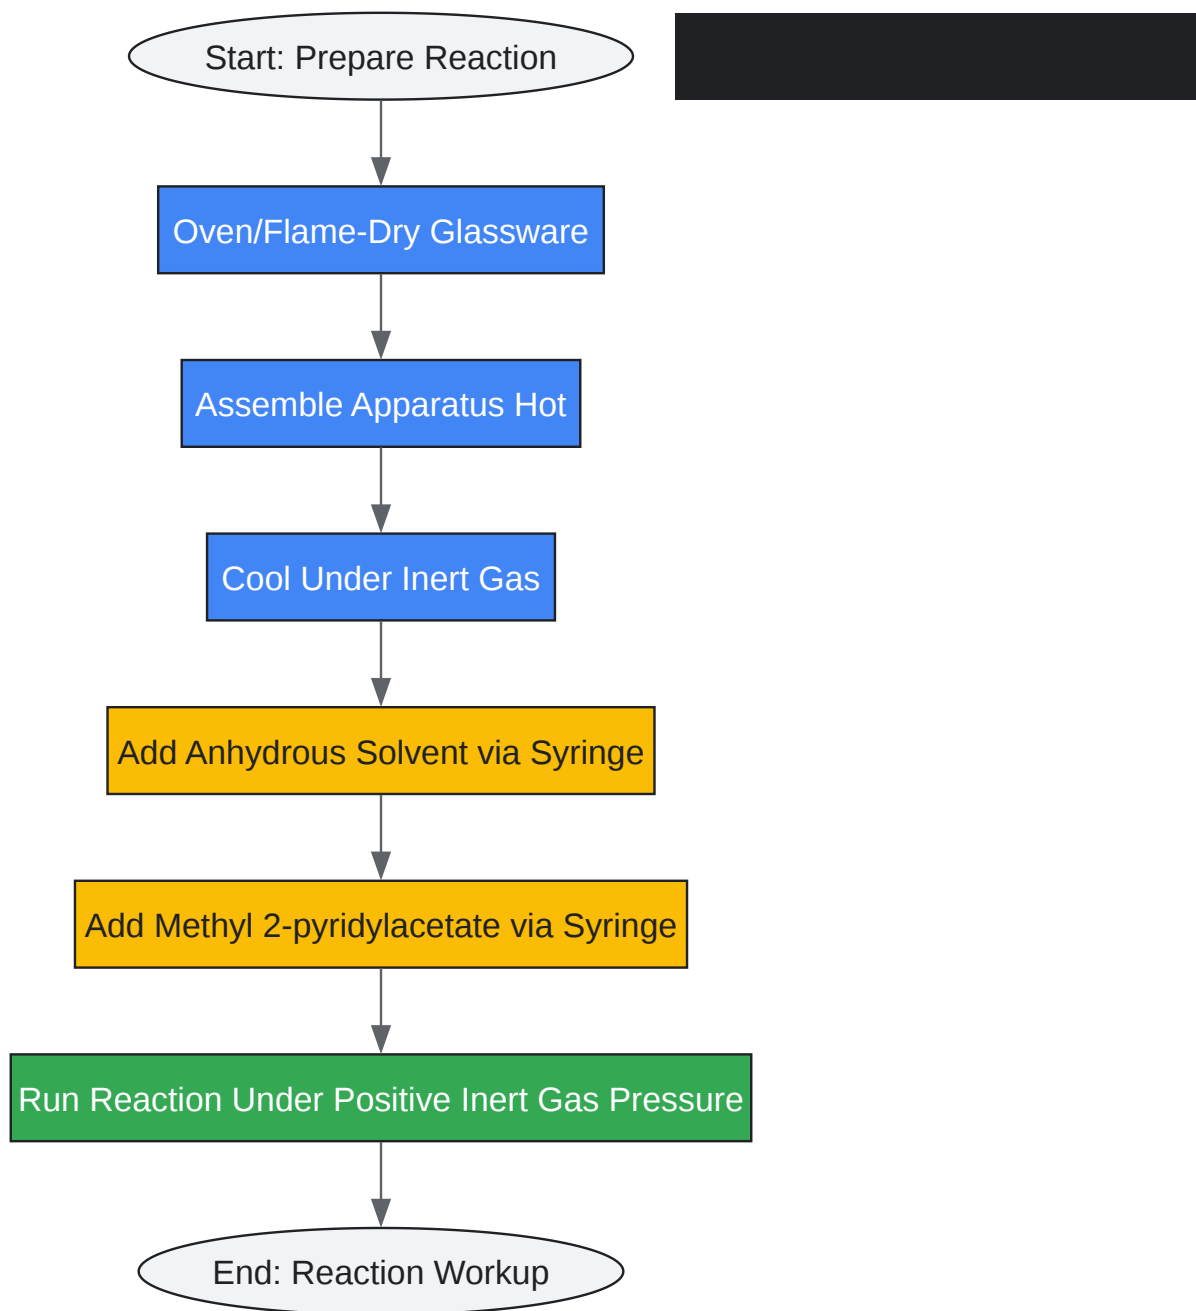 Start: Prepare Reaction
Oven/Flame-Dry Glassware
Assemble Apparatus Hot
Cool Under Inert Gas
Add Anhydrous Solvent via Syringe
Add Methyl 2-pyridylacetate via Syringe
Run Reaction Under Positive Inert Gas Pressure
End: Reaction Workup